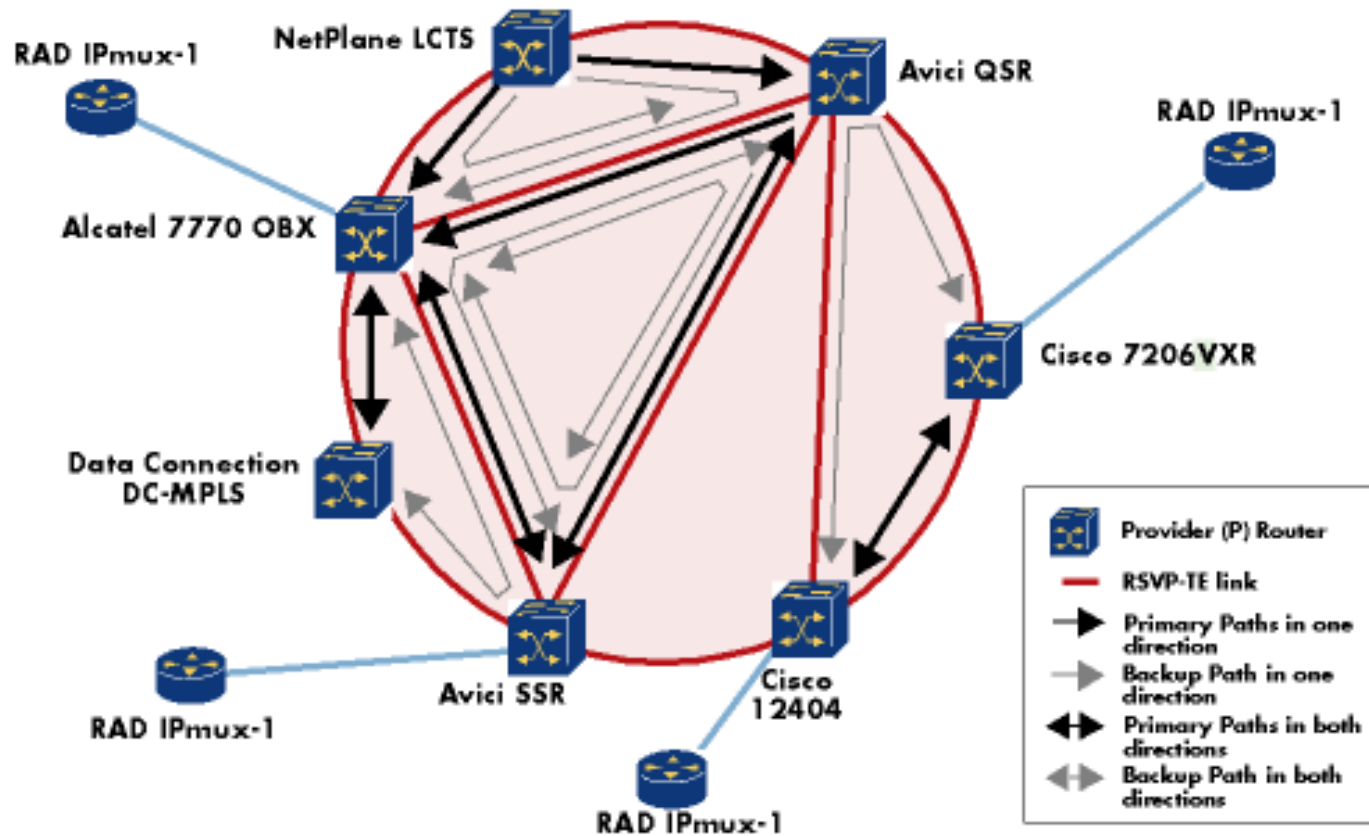 NetPlane LCTS
RAD IPmux-1
Avici QSR
RAD IPmux-1
Alcatel 7770 OBX
Cisco 7206VXR
Data Connection
DC-MPLS
Avici SSR
Cisco
12404
RAD IPmux-1
RAD IPmux-1
Provider (P) Router
RSVP-TE link
Primary Paths in one
direction
Backup Path in one
direction
Primary Paths in both
directions
Backup Path in both
directions